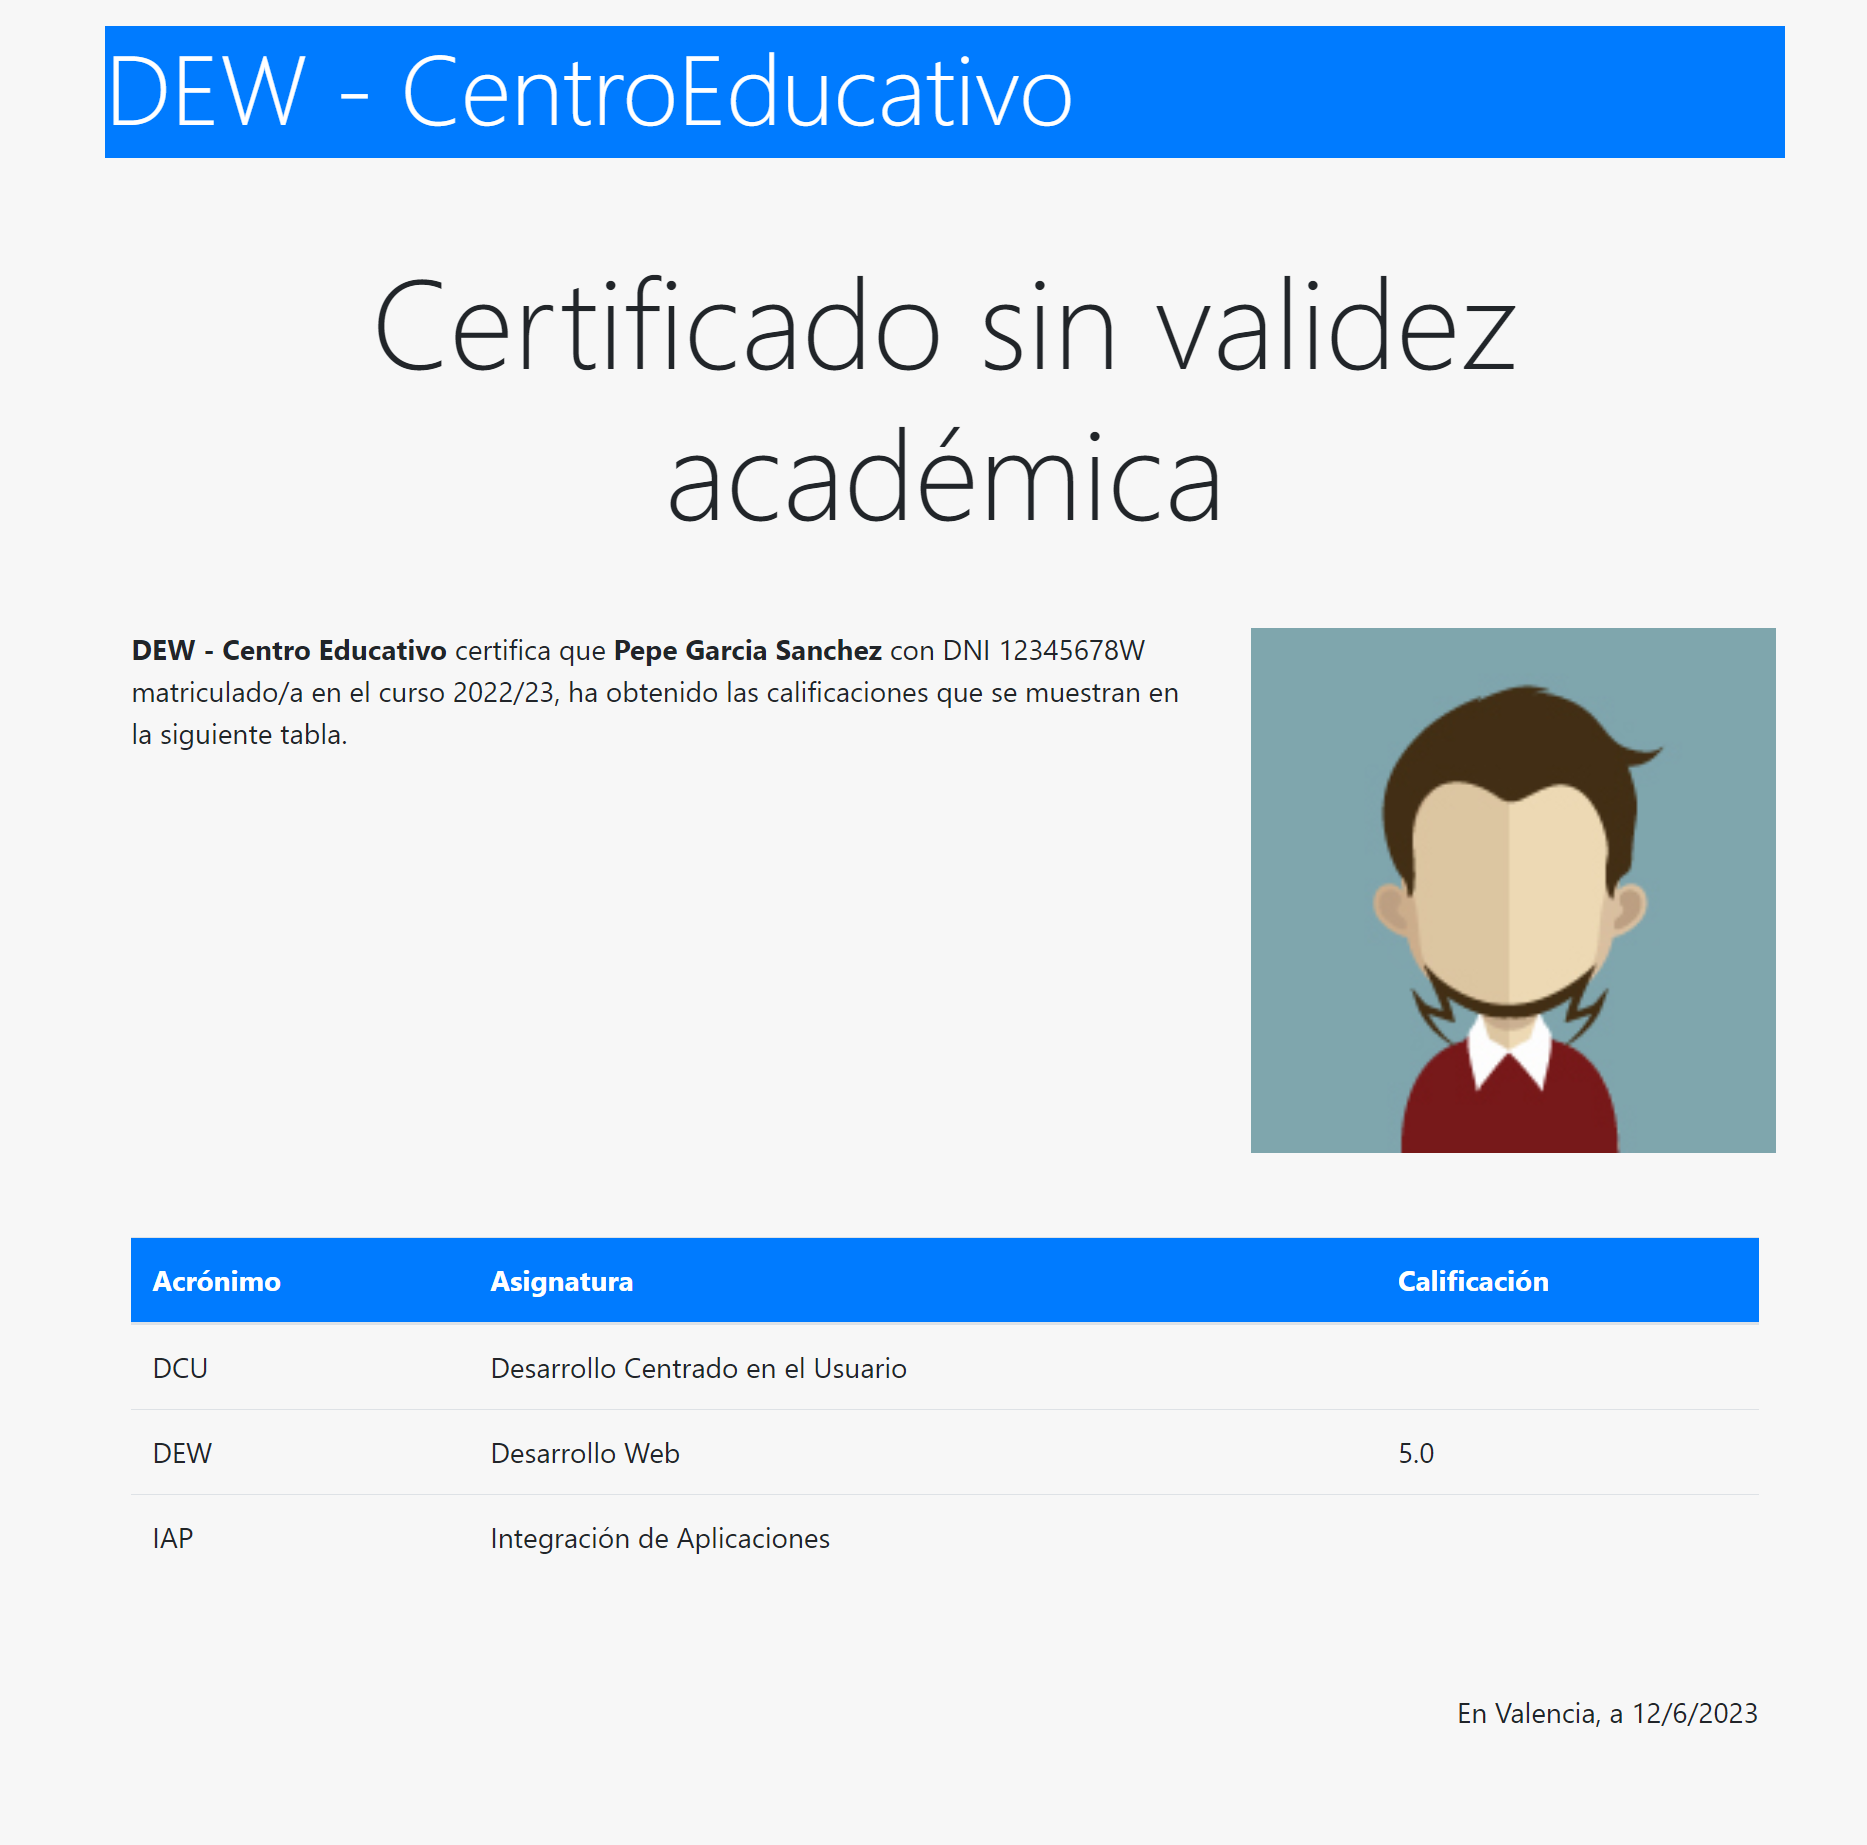 DEW - CentroEducativo
Certificado sin validez
académica
DEW - Centro Educativo certifica que Pepe Garcia Sanchez con DNI 12345678W
matriculado/a en el curso 2022/23, ha obtenido las calificaciones que se muestran en
la siguiente tabla.
Acrónimo Asignatura Calificación
DCU Desarrollo Centrado en el Usuario
DEW Desarrollo Web 5.0
IAP Integración de Aplicaciones
En Valencia, a 12/6/2023